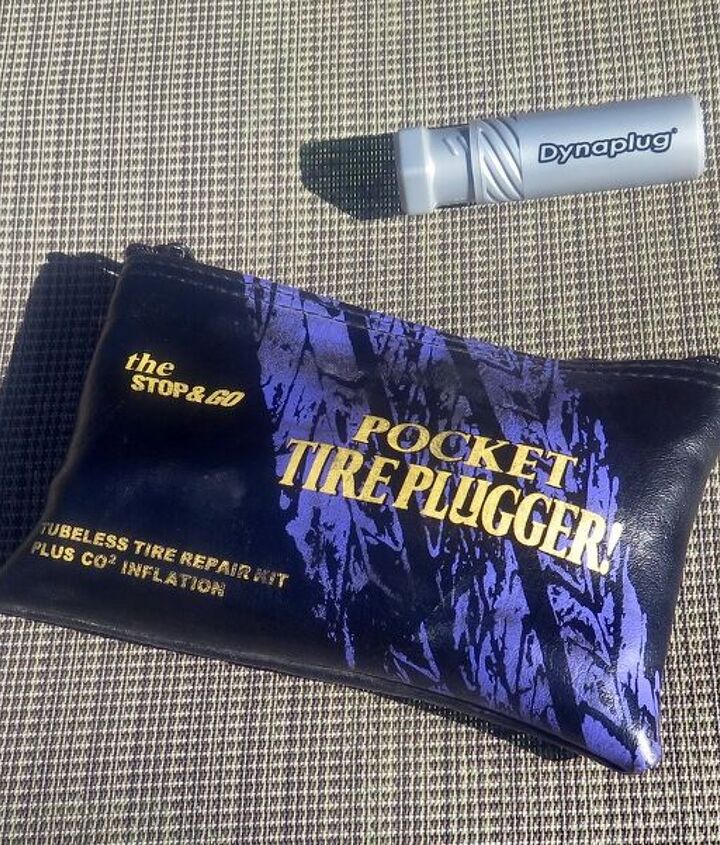 Dynaplug®
the
STOP & GO
POCKET
TIRE PLUGGER!
TUBELESS TIRE REPAIR KIT
PLUS CO² INFLATION